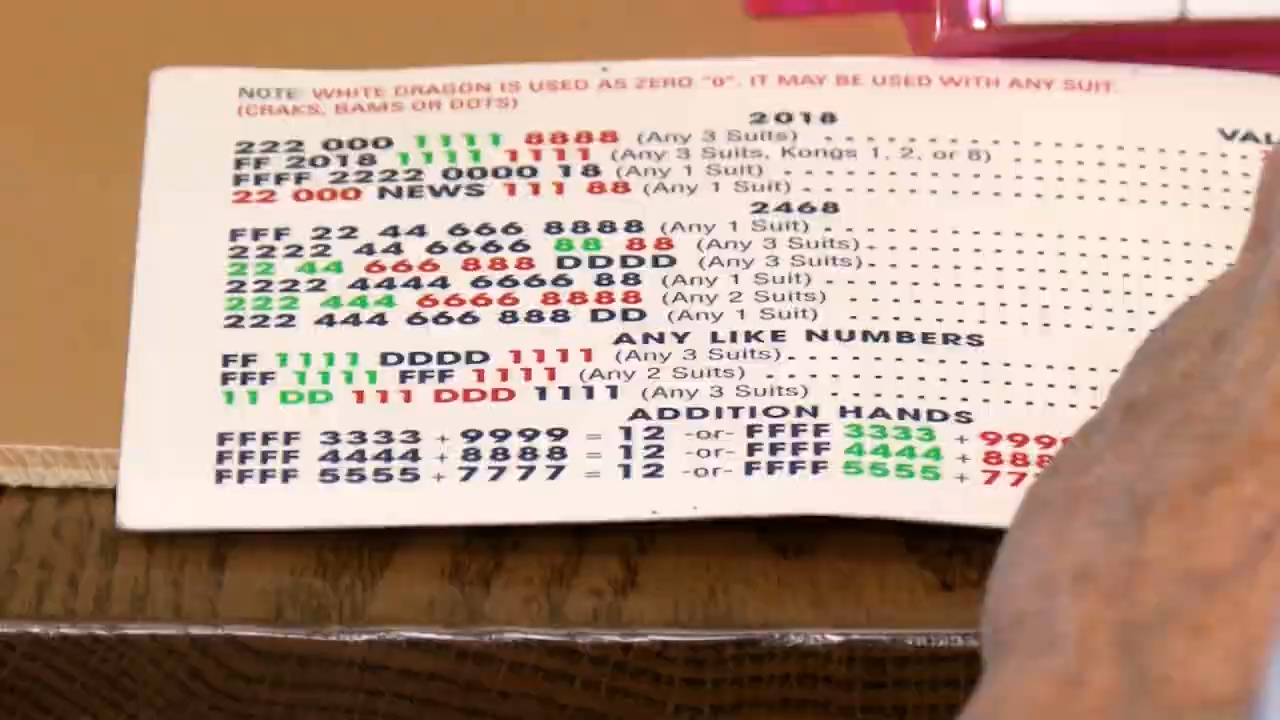 NOTE: WHITE DRAGON IS USED AS ZERO "0". IT MAY BE USED WITH ANY SUIT.
(CRAKS, BAMS OR DOTS)
2018
222 000 1111 8888 (Any 3 Suits)
FF 2018 1111 1111 (Any 3 Suits, Kongs 1, 2, or 8)
FFFF 2222 0000 18 (Any 1 Suit)
22 000 NEWS 111 88 (Any 1 Suit)
2468
FFF 22 44 666 8888 (Any 1 Suit)
2222 44 6666 88 88 (Any 3 Suits)
22 44 666 888 DDDD (Any 3 Suits)
2222 4444 6666 88 (Any 1 Suit)
222 444 6666 8888 (Any 2 Suits)
222 444 666 888 DD (Any 1 Suit)
ANY LIKE NUMBERS
FF 1111 DDDD 1111 (Any 3 Suits)
FFF 1111 FFF 1111 (Any 2 Suits)
11 DD 111 DDD 1111 (Any 3 Suits)
ADDITION HANDS
FFFF 3333 + 9999 = 12 -or- FFFF 3333 + 999
FFFF 4444 + 8888 = 12 -or- FFFF 4444 + 888
FFFF 5555 + 7777 = 12 -or- FFFF 5555 + 77
VAL